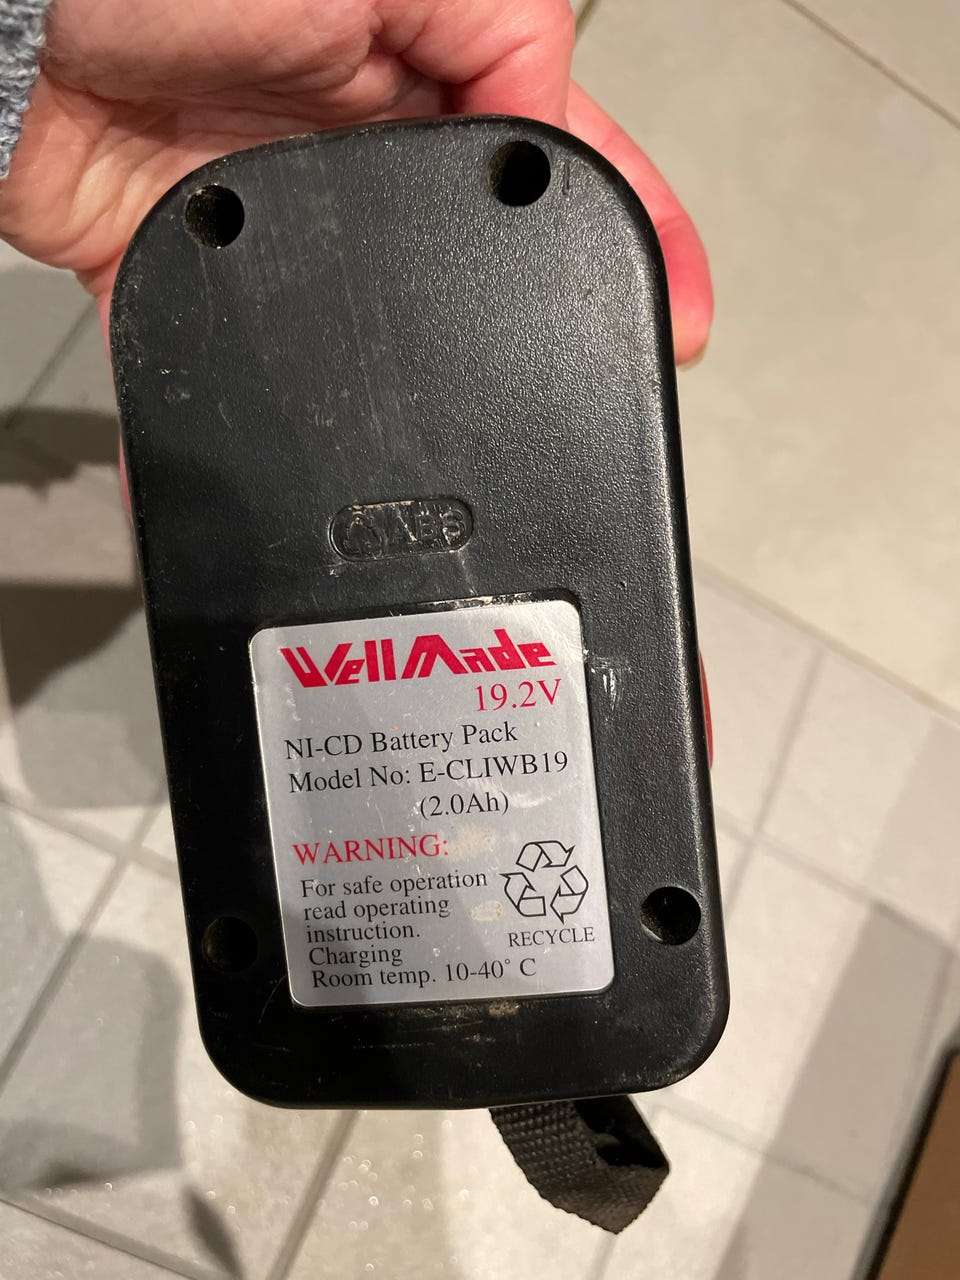 ABS
WellMade
19.2V
NI-CD Battery Pack
Model No: E-CLIWB19
(2.0Ah)
WARNING:
For safe operation
read operating
instruction.
Charging
Room temp. 10-40° C
RECYCLE